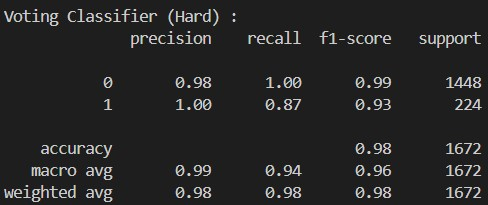 Voting Classifier (Hard) :
precision recall f1-score support
0 0.98 1.00 0.99 1448
1 1.00 0.87 0.93 224
accuracy 0.98 1672
macro avg 0.99 0.94 0.96 1672
weighted avg 0.98 0.98 0.98 1672